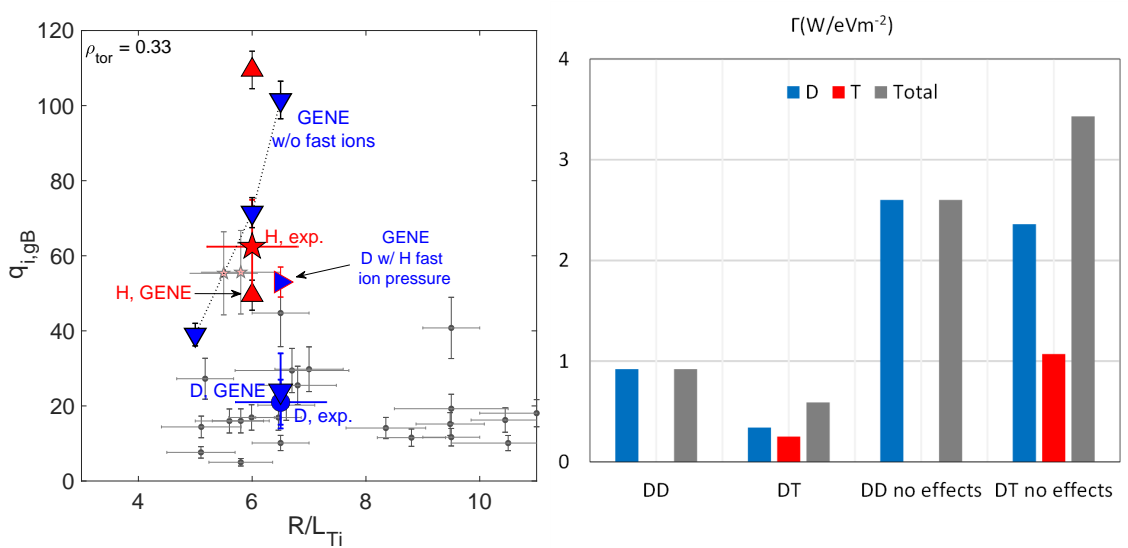 ρtor = 0.33
120
100
80
60
40
20
0
4
6
8
10
R/LTi
qi,gB
GENE
w/o fast ions
H, exp.
GENE
D w/ H fast
ion pressure
H, GENE
D, GENE
D, exp.
Γ(W/eVm-2)
D T Total
4
3
2
1
0
DD
DT
DD no effects
DT no effects